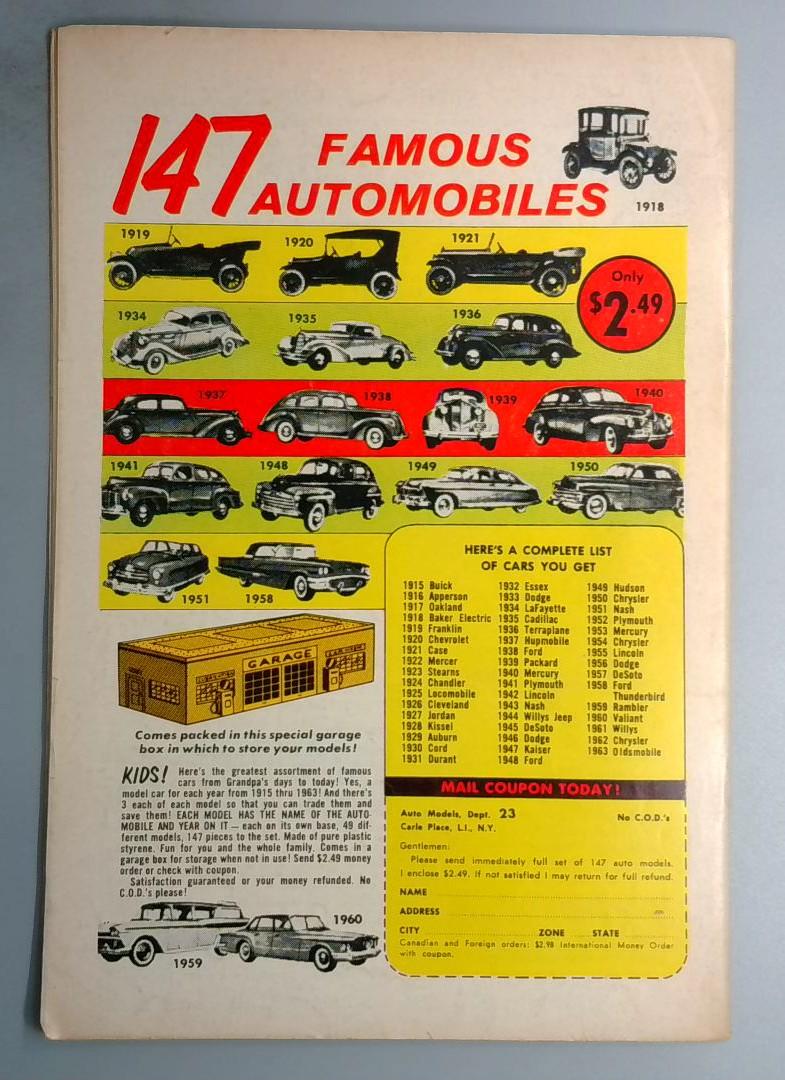 147 FAMOUS
AUTOMOBILES
1918
1919
1920
1921
Only
$2.49
1934
1935
1936
1937
1938
1939
1940
1941
1948
1949
1950
1951
1958
GARAGE
Comes packed in this special garage
box in which to store your models!
KIDS! Here's the greatest assortment of famous
cars from Grandpa's days to today! Yes, a
model car for each year from 1915 thru 1963! And there's
3 each of each model so that you can trade them and
save them! EACH MODEL HAS THE NAME OF THE AUTO-
MOBILE AND YEAR ON IT — each on its own base, 49 dif-
ferent models, 147 pieces to the set. Made of pure plastic
styrene. Fun for you and the whole family. Comes in a
garage box for storage when not in use! Send $2.49 money
order or check with coupon.
Satisfaction guaranteed or your money refunded. No
C.O.D.'s please!
1959
1960
HERE'S A COMPLETE LIST
OF CARS YOU GET
1915 Buick
1916 Apperson
1917 Oakland
1918 Baker Electric
1919 Franklin
1920 Chevrolet
1921 Case
1922 Mercer
1923 Stearns
1924 Chandler
1925 Locomobile
1926 Cleveland
1927 Jordan
1928 Kissel
1929 Auburn
1930 Cord
1931 Durant
1932 Essex
1933 Dodge
1934 LaFayette
1935 Cadillac
1936 Terraplane
1937 Hupmobile
1938 Ford
1939 Packard
1940 Mercury
1941 Plymouth
1942 Lincoln
1943 Nash
1944 Willys Jeep
1945 DeSoto
1946 Dodge
1947 Kaiser
1948 Ford
1949 Hudson
1950 Chrysler
1951 Nash
1952 Plymouth
1953 Mercury
1954 Chrysler
1955 Lincoln
1956 Dodge
1957 DeSoto
1958 Ford
Thunderbird
1959 Rambler
1960 Valiant
1961 Willys
1962 Chrysler
1963 Oldsmobile
MAIL COUPON TODAY!
Auto Models, Dept. 23 No C.O.D.'s
Carle Place, L.I., N.Y.
Gentlemen:
Please send immediately full set of 147 auto models.
I enclose $2.49. If not satisfied I may return for full refund.
NAME
ADDRESS
CITY ZONE STATE
Canadian and Foreign orders: $2.98 International Money Order
with coupon.